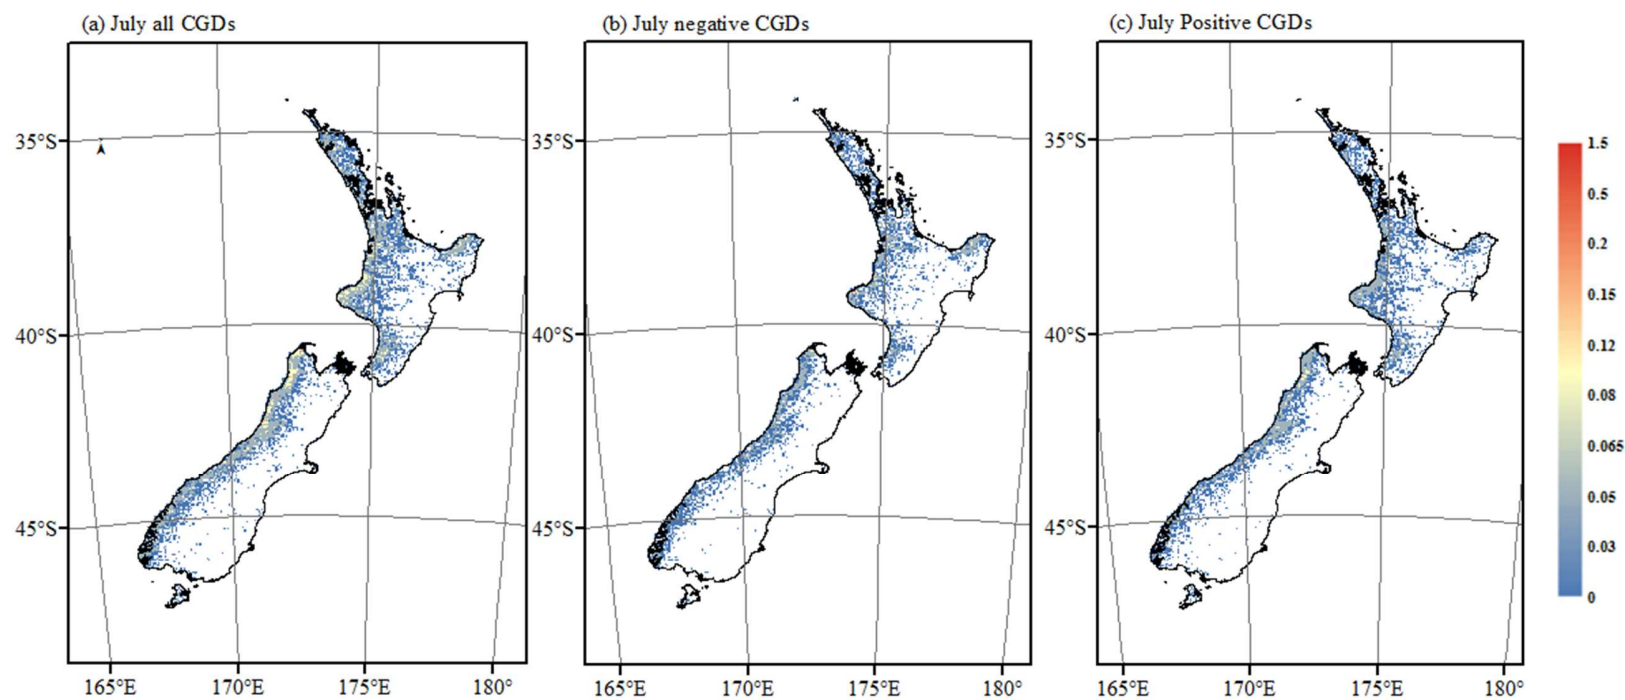 (a) July all CGDs
(b) July negative CGDs
(c) July Positive CGDs
35°S
40°S
45°S
165°E
170°E
175°E
180°
35°S
40°S
45°S
165°E
170°E
175°E
180°
35°S
40°S
45°S
165°E
170°E
175°E
180°
1.5
0.5
0.2
0.15
0.12
0.08
0.065
0.05
0.03
0